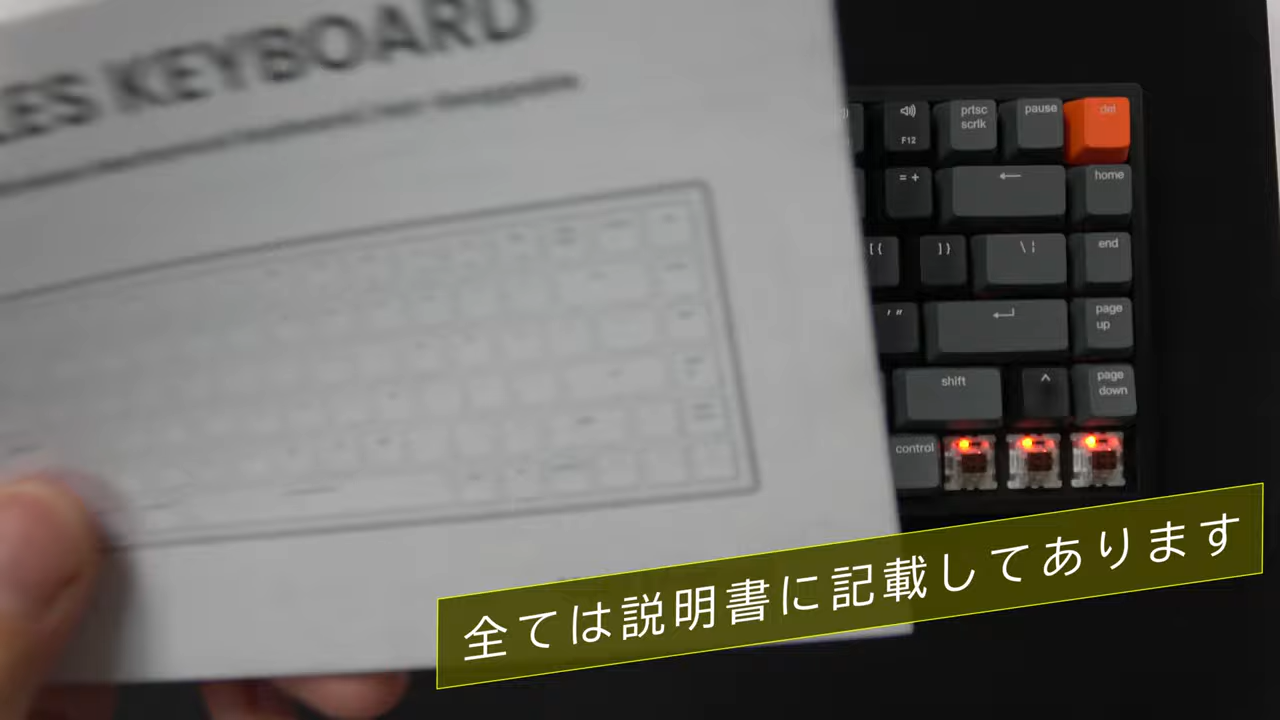 LES KEYBOARD
F12
prtsc
scrlk
pause
del
= +
←
home
[ {
] }
\ ¦
end
' "
page
up
shift
^
page
down
control
全ては説明書に記載してあります